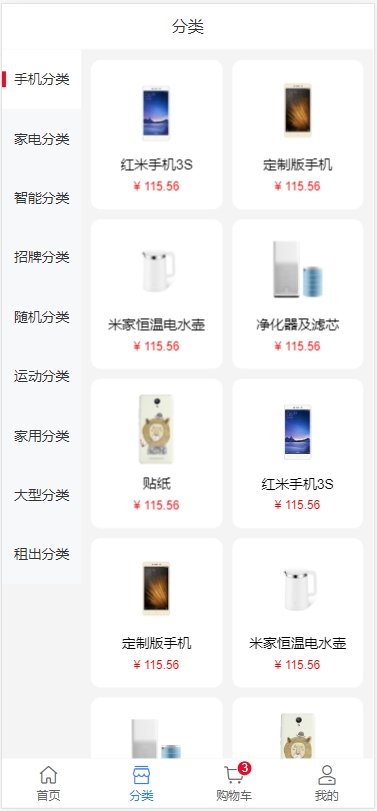 分类
手机分类
家电分类
智能分类
招牌分类
随机分类
运动分类
家用分类
大型分类
租出分类
红米手机3S
¥ 115.56
定制版手机
¥ 115.56
米家恒温电水壶
¥ 115.56
净化器及滤芯
¥ 115.56
贴纸
¥ 115.56
红米手机3S
¥ 115.56
定制版手机
¥ 115.56
米家恒温电水壶
¥ 115.56
首页
分类
3
购物车
我的